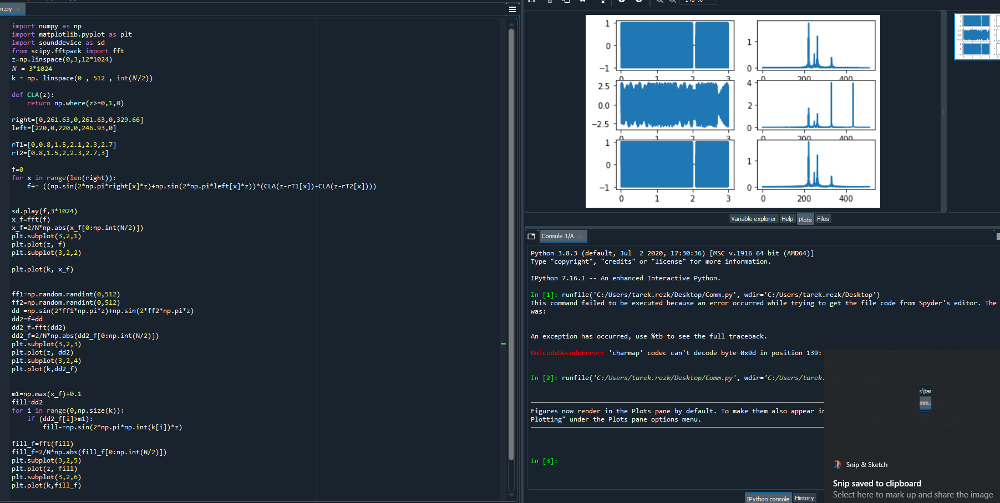 m.py
import numpy as np
import matplotlib.pyplot as plt
import sounddevice as sd
from scipy.fftpack import fft
z=np.linspace(0,3,12*1024)
N = 3*1024
k = np. linspace(0 , 512 , int(N/2))
def CLA(z):
return np.where(z>=0,1,0)
right=[0,261.63,0,261.63,0,329.66]
left=[220,0,220,0,246.93,0]
rT1=[0,0.8,1.5,2.1,2.3,2.7]
rT2=[0.8,1.5,2,2.3,2.7,3]
f=0
for x in range(len(right)):
f+= ((np.sin(2*np.pi*right[x]*z)+np.sin(2*np.pi*left[x]*z))*(CLA(z-rT1[x])-CLA(z-rT2[x])))
sd.play(f,3*1024)
x_f=fft(f)
x_f=2/N*np.abs(x_f[0:np.int(N/2)])
plt.subplot(3,2,1)
plt.plot(z, f)
plt.subplot(3,2,2)
plt.plot(k, x_f)
ff1=np.random.randint(0,512)
ff2=np.random.randint(0,512)
dd =np.sin(2*ff1*np.pi*z)+np.sin(2*ff2*np.pi*z)
dd2=f+dd
dd2_f=fft(dd2)
dd2_f=2/N*np.abs(dd2_f[0:np.int(N/2)])
plt.subplot(3,2,3)
plt.plot(z, dd2)
plt.subplot(3,2,4)
plt.plot(k,dd2_f)
m1=np.max(x_f)+0.1
fill=dd2
for i in range(0,np.size(k)):
if (dd2_f[i]>m1):
fill-=np.sin(2*np.pi*np.int(k[i])*z)
fill_f=fft(fill)
fill_f=2/N*np.abs(fill_f[0:np.int(N/2)])
plt.subplot(3,2,5)
plt.plot(z, fill)
plt.subplot(3,2,6)
plt.plot(k,fill_f)
1
0
−1
1
0
0 1 2 3
200 400
2.5
0.0
−2.5
4
2
0
0 1 2 3
0 200 400
1
0
−1
0 1 2 3
1
0
0 200 400
Variable explorer Help Plots Files
Console 1/A
Python 3.8.3 (default, Jul  2 2020, 17:30:36) [MSC v.1916 64 bit (AMD64)]
Type "copyright", "credits" or "license" for more information.
IPython 7.16.1 -- An enhanced Interactive Python.
In [1]: runfile('C:/Users/tarek.rezk/Desktop/Comm.py', wdir='C:/Users/tarek.rezk/Desktop')
This command failed to be executed because an error occurred while trying to get the file code from Spyder's editor. The
was:
An exception has occurred, use %tb to see the full traceback.
UnicodeDecodeError: 'charmap' codec can't decode byte 0x9d in position 139:
In [2]: runfile('C:/Users/tarek.rezk/Desktop/Comm.py', wdir='C:/Users/tarek.
Figures now render in the Plots pane by default. To make them also appear in
Plotting" under the Plots pane options menu.
In [3]:
s\tar
mm.
Snip & Sketch
Snip saved to clipboard
Select here to mark up and share the image
IPython console History